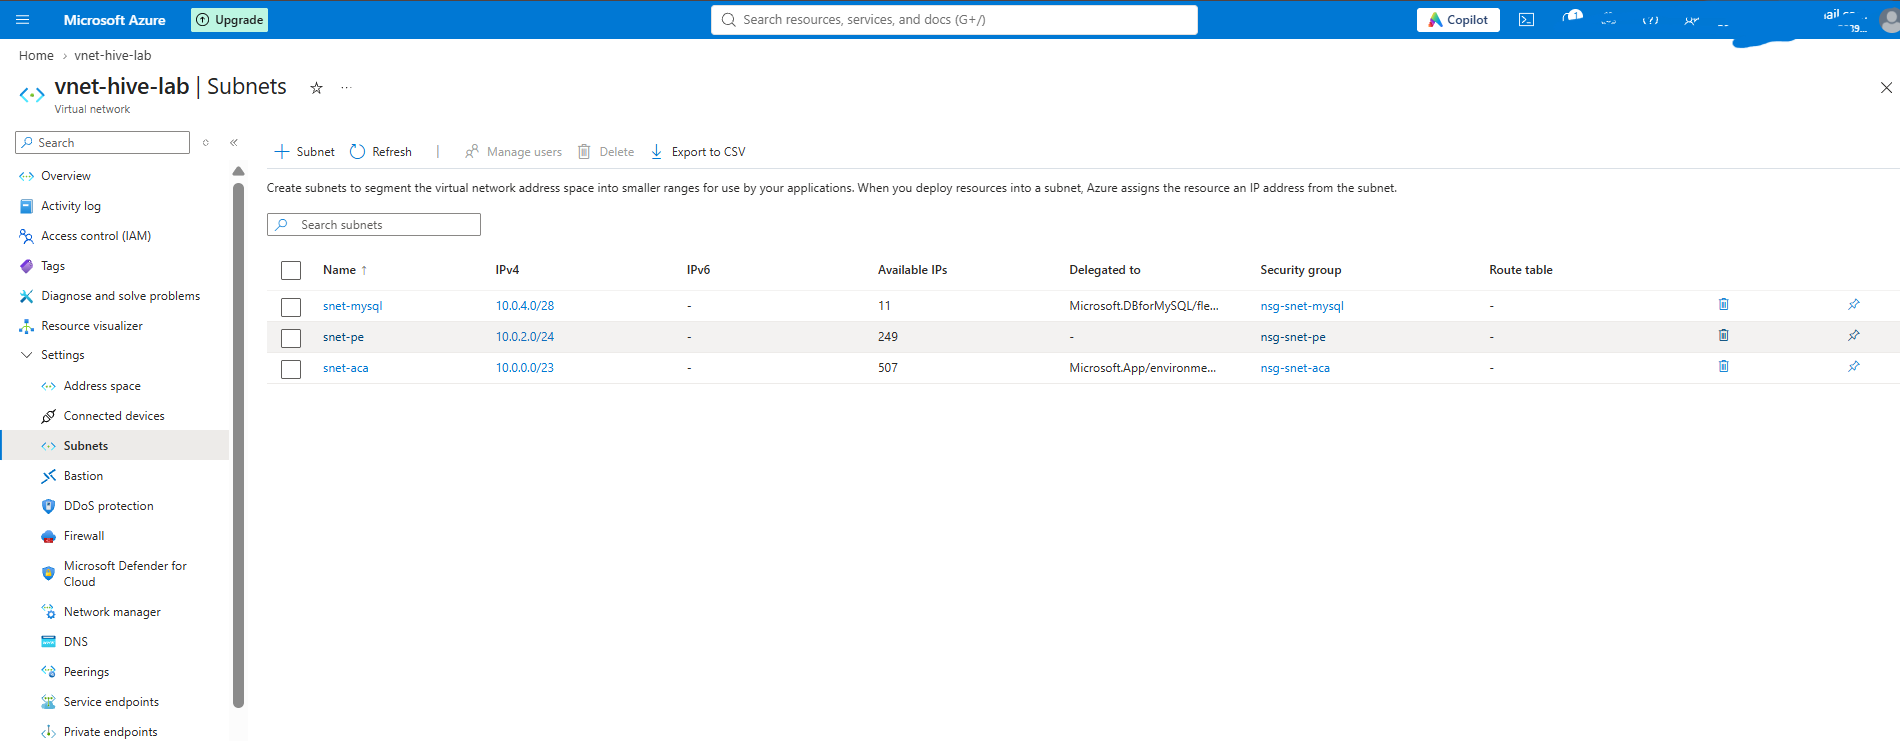 Microsoft Azure
Upgrade
Search resources, services, and docs (G+/)
Copilot
1
Home > vnet-hive-lab
vnet-hive-lab | Subnets
Virtual network
Search
Overview
Activity log
Access control (IAM)
Tags
Diagnose and solve problems
Resource visualizer
Settings
Address space
Connected devices
Subnets
Bastion
DDoS protection
Firewall
Microsoft Defender for
Cloud
Network manager
DNS
Peerings
Service endpoints
Private endpoints
+ Subnet Refresh | Manage users Delete Export to CSV
Create subnets to segment the virtual network address space into smaller ranges for use by your applications. When you deploy resources into a subnet, Azure assigns the resource an IP address from the subnet.
Search subnets
Name ↑ IPv4 IPv6 Available IPs Delegated to Security group Route table
snet-mysql 10.0.4.0/28 - 11 Microsoft.DBforMySQL/fle... nsg-snet-mysql -
snet-pe 10.0.2.0/24 - 249 - nsg-snet-pe -
snet-aca 10.0.0.0/23 - 507 Microsoft.App/environme... nsg-snet-aca -